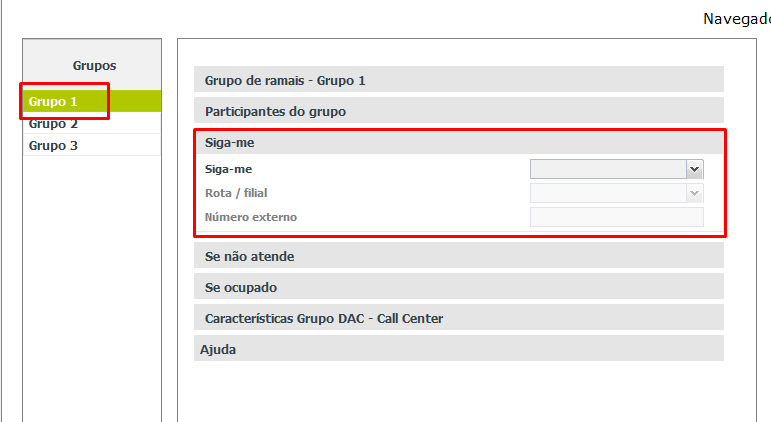 Navegado
Grupos
Grupo 1
Grupo 2
Grupo 3
Grupo de ramais - Grupo 1
Participantes do grupo
Siga-me
Siga-me
Rota / filial
Número externo
Se não atende
Se ocupado
Características Grupo DAC - Call Center
Ajuda